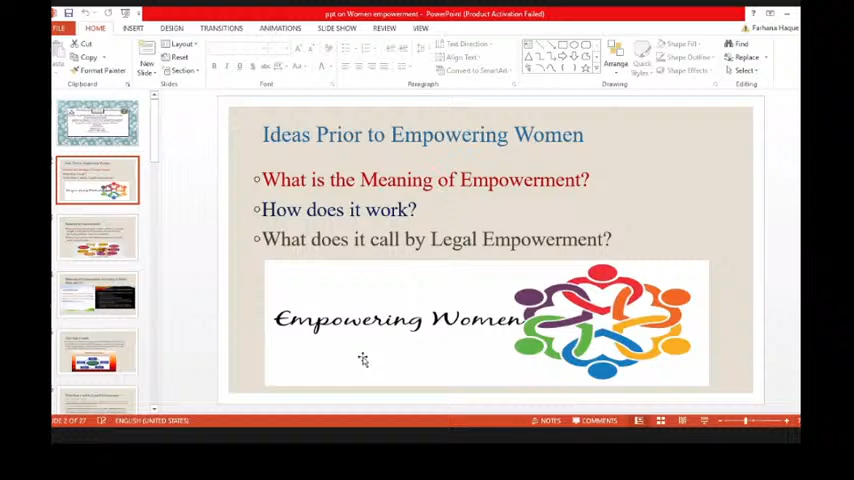 ppt on Women empowerment - PowerPoint (Product Activation Failed)
FILE HOME INSERT DESIGN TRANSITIONS ANIMATIONS SLIDE SHOW REVIEW VIEW
Farhana Haque
Cut
Copy
Format Painter
Clipboard
New
Slide
Layout
Reset
Section
Slides
Font
Text Direction
Align Text
Convert to SmartArt
Paragraph
Arrange
Quick
Styles
Shape Fill
Shape Outline
Shape Effects
Drawing
Find
Replace
Select
Editing
Ideas Prior to Empowering Women
◦What is the Meaning of Empowerment?
◦How does it work?
◦What does it call by Legal Empowerment?
Empowering Women
2 OF 27
ENGLISH (UNITED STATES)
NOTES
COMMENTS